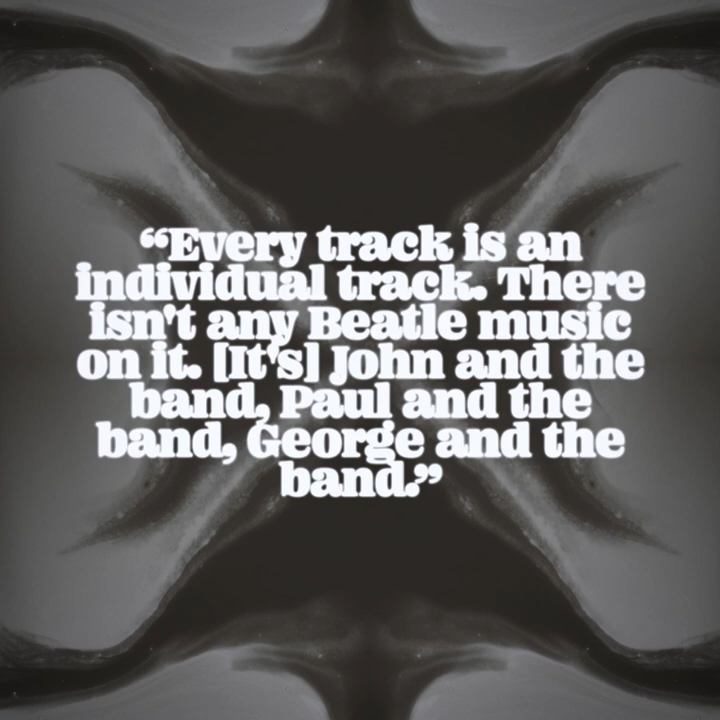 “Every track is an
individual track. There
isn't any Beatle music
on it. [It's] John and the
band, Paul and the
band, George and the
band.”